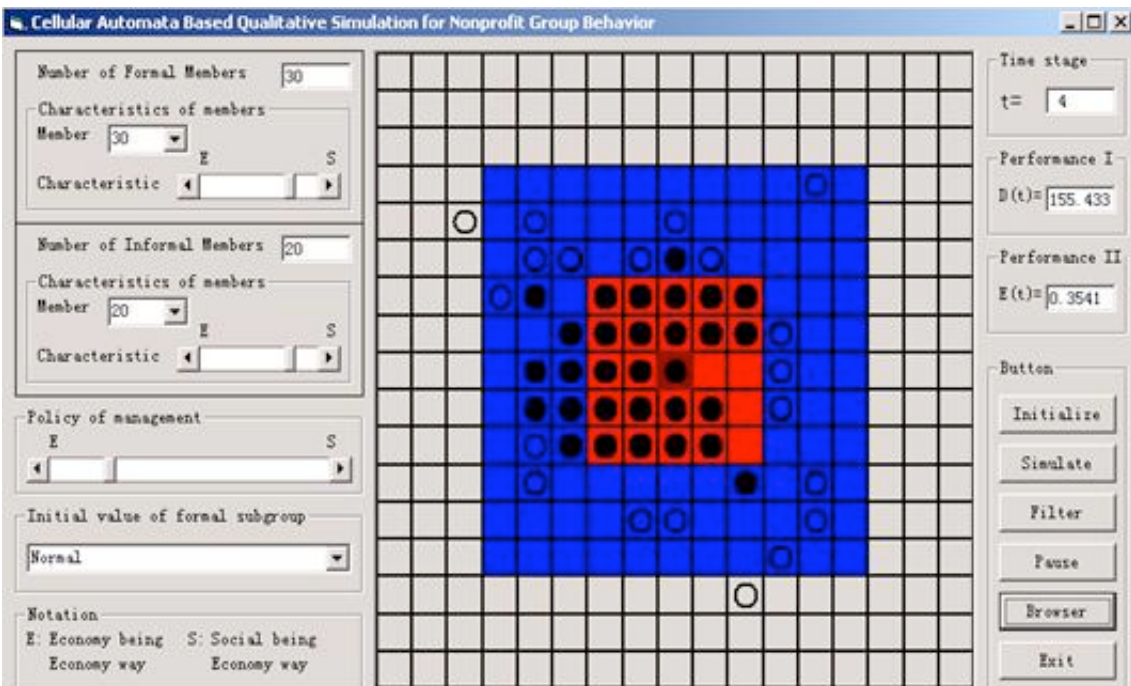 Cellular Automata Based Qualitative Simulation for Nonprofit Group Behavior
Number of Formal Members 30
Characteristics of members
Member 30
E S
Characteristic
Number of Informal Members 20
Characteristics of members
Member 20
E S
Characteristic
Policy of management
E S
Initial value of formal subgroup
Normal
Notation
E: Economy being S: Social being
Economy way Economy way
Time stage
t= 4
Performance I
D(t)= 155.433
Performance II
E(t)= 0.3541
Button
Initialize
Simulate
Filter
Pause
Browser
Exit